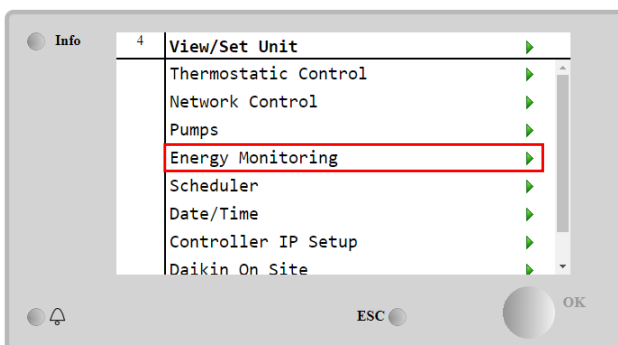 Info
4 View/Set Unit
Thermostatic Control
Network Control
Pumps
Energy Monitoring
Scheduler
Date/Time
Controller IP Setup
Daikin On Site
ESC OK